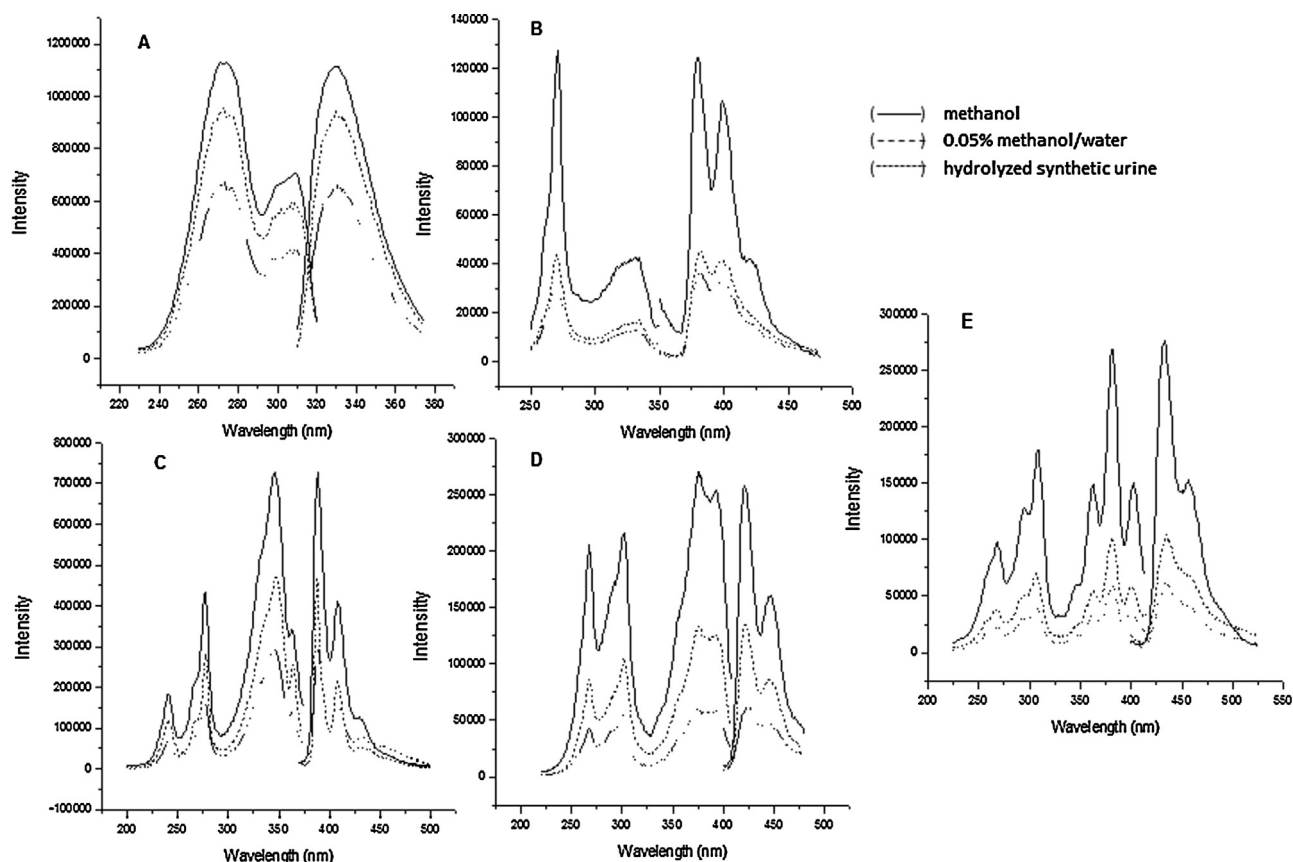 A
Intensity
1200000
1000000
800000
600000
400000
200000
0
220 240 260 280 300 320 340 360 380
Wavelength (nm)
B
Intensity
140000
120000
100000
80000
60000
40000
20000
0
250 300 350 400 450 500
Wavelength (nm)
(——) methanol
(-----) 0.05% methanol/water
(·······) hydrolyzed synthetic urine
C
Intensity
800000
700000
600000
500000
400000
300000
200000
100000
0
-100000
200 250 300 350 400 450 500
Wavelength (nm)
D
Intensitty
300000
250000
200000
150000
100000
50000
0
200 250 300 350 400 450 500
Wavelength (nm)
E
Intensity
300000
250000
200000
150000
100000
50000
0
200 225 250 300 350 400 450 500 550
Wavelength (nm)